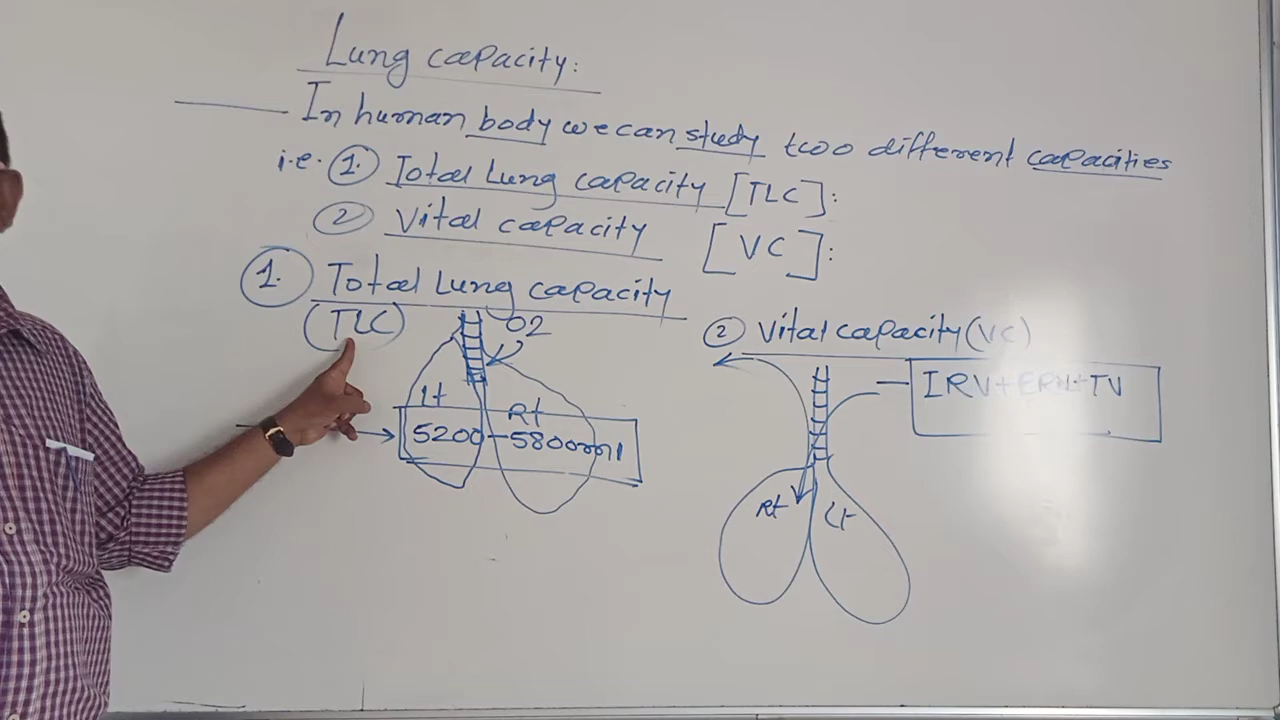 Lung capacity:
In human body we can study two different capacities
i.e. 1. Total Lung capacity [TLC]:
2 Vital capacity [VC]:
1. Total Lung capacity
(TLC)
O2
Lt
Rt
5200-5800ml
2 Vital capacity (VC)
IRV+ERV+TV
Rt
Lt